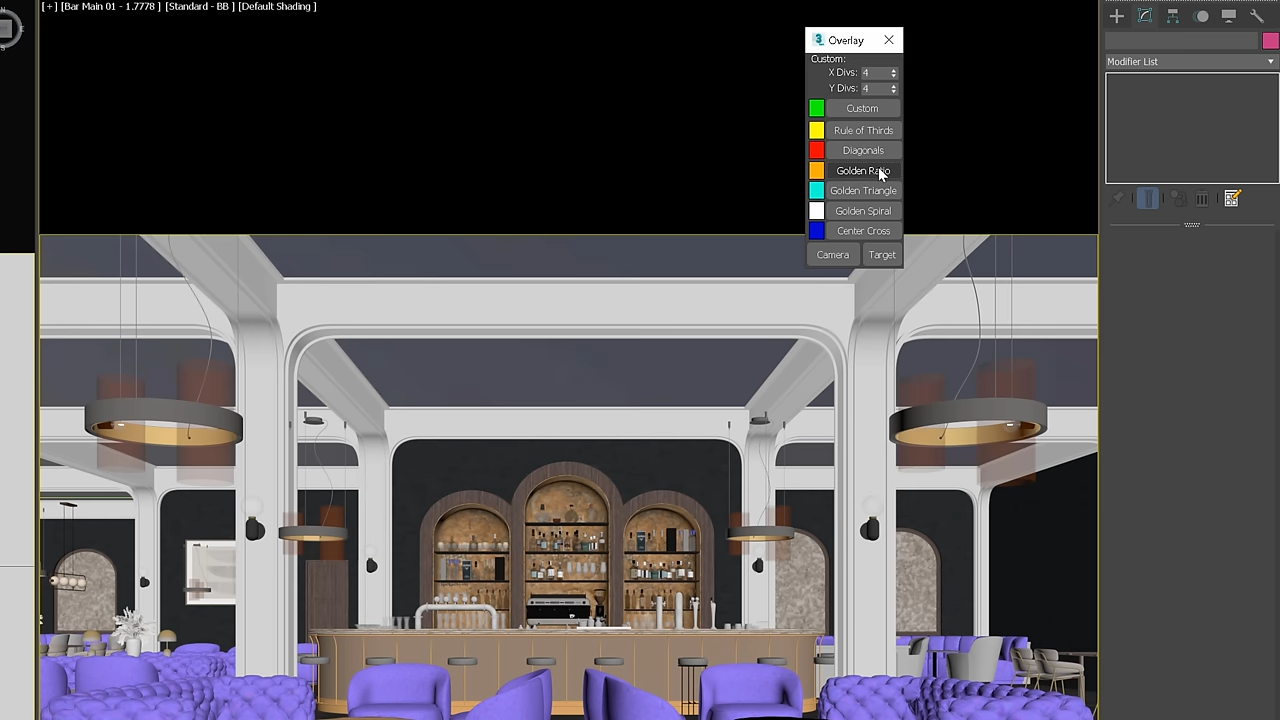 [+] [Bar Main 01 - 1.7778 ] [Standard - BB ] [Default Shading ]
Overlay
Custom:
X Divs: 4
Y Divs: 4
Custom
Rule of Thirds
Diagonals
Golden Ratio
Golden Triangle
Golden Spiral
Center Cross
Camera Target
Modifier List